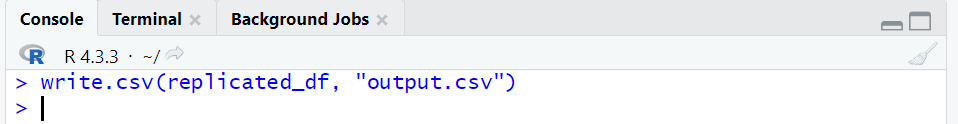 Console Terminal × Background Jobs ×
R R 4.3.3 · ~/
> write.csv(replicated_df, "output.csv")
>